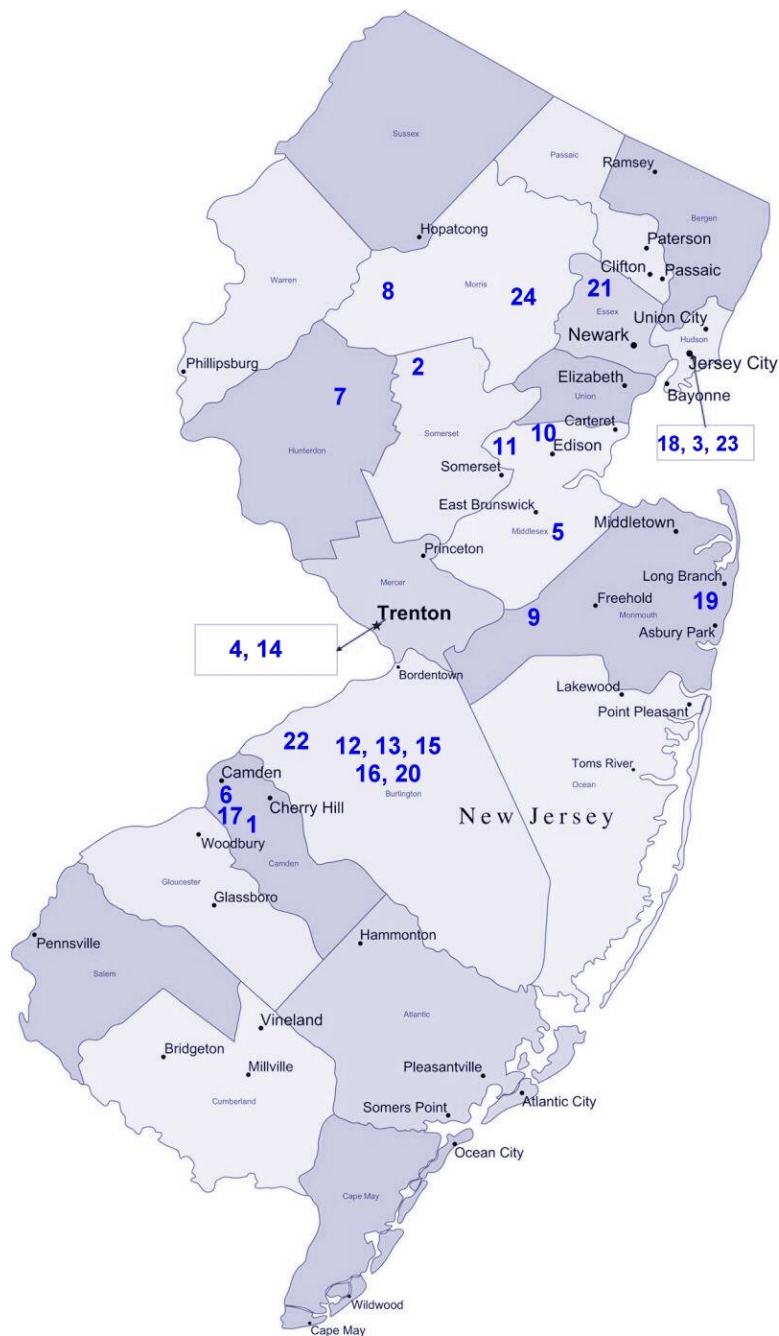 Sussex
Passaic
Ramsey
Bergen
Hopatcong
Paterson
Clifton
Passaic
Warren
8
Morris
24
21
Essex
Union City
Hudson
Newark
Jersey City
Phillipsburg
2
Elizabeth
Union
Bayonne
7
Hunterdon
Somerset
Carteret
10
11
Edison
18, 3, 23
Somerset
East Brunswick
Middlesex
5
Middletown
Princeton
Mercer
Long Branch
Freehold
19
Monmouth
9
Trenton
Asbury Park
4, 14
Bordentown
Lakewood
Point Pleasant
22
12, 13, 15
16, 20
Burlington
Toms River
Ocean
Camden
6
Cherry Hill
17
1
New Jersey
Woodbury
Camden
Gloucester
Glassboro
Pennsville
Hammonton
Salem
Atlantic
Vineland
Bridgeton
Millville
Pleasantville
Cumberland
Atlantic City
Somers Point
Ocean City
Cape May
Wildwood
Cape May